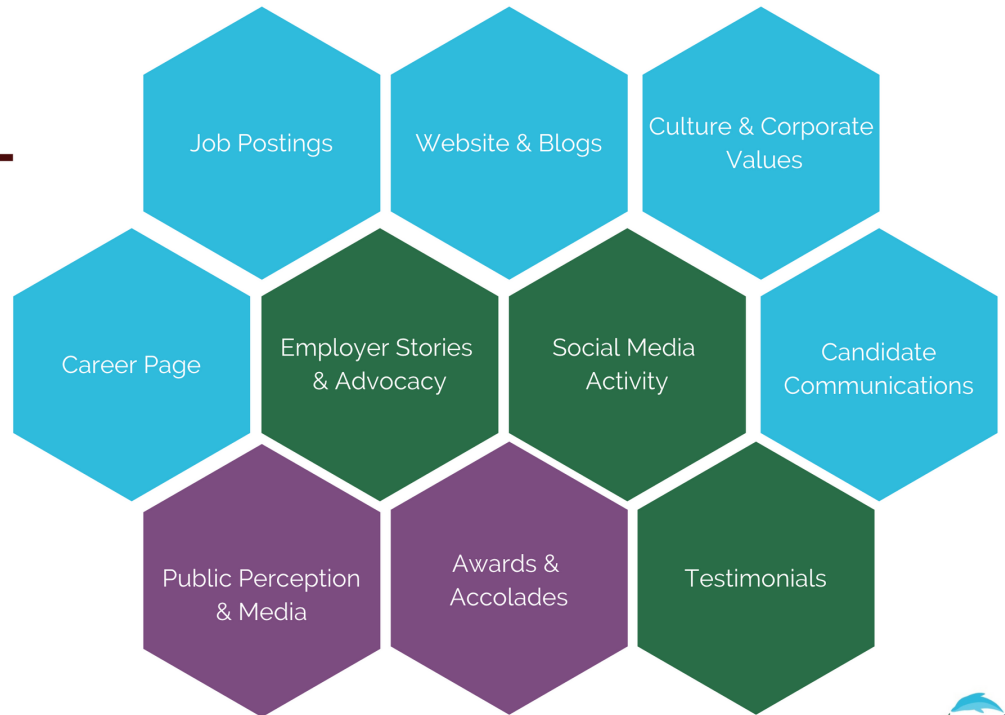 Job Postings
Website & Blogs
Culture & Corporate
Values
Career Page
Employer Stories
& Advocacy
Social Media
Activity
Candidate
Communications
Public Perception
& Media
Awards &
Accolades
Testimonials